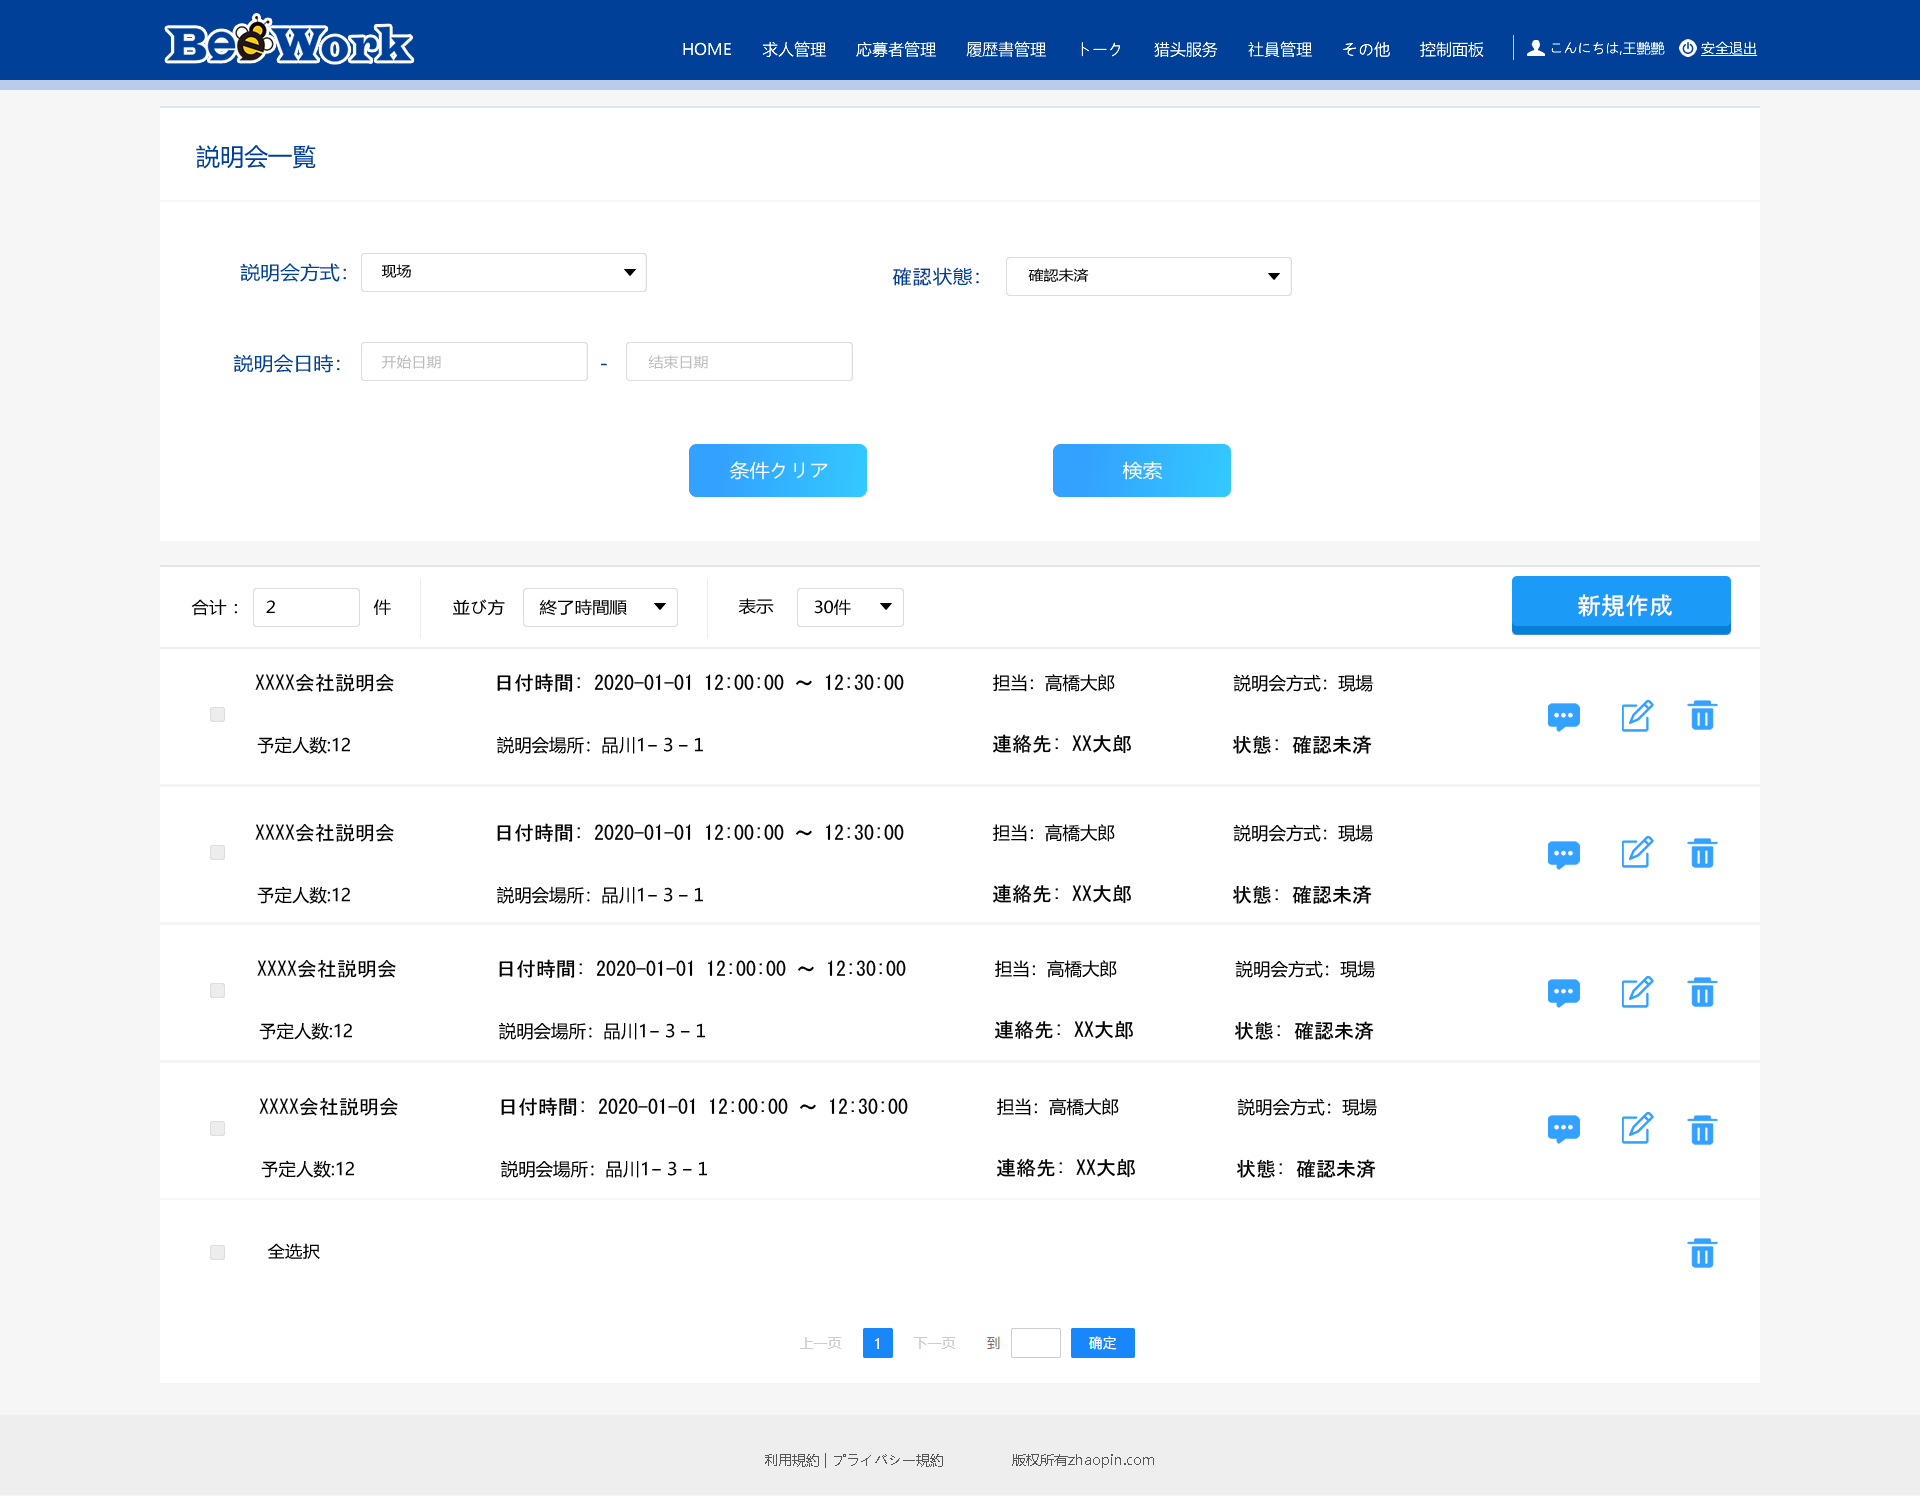 BeeWork
HOME 求人管理 応募者管理 履歴書管理 トーク 猎头服务 社員管理 その他 控制面板 こんにちは,王艷艷 安全退出
説明会一覧
説明会方式： 现场 確認状態： 確認未済
説明会日時： 开始日期 - 结束日期
条件クリア 検索
合计： 2 件 並び方 終了時間順 表示 30件 新規作成
XXXX会社説明会 日付時間： 2020-01-01 12:00:00 ～ 12:30:00 担当：高橋大郎 説明会方式：現場
予定人数:12 説明会場所：品川1－3－1 連絡先： XX大郎 状態： 確認未済
XXXX会社説明会 日付時間： 2020-01-01 12:00:00 ～ 12:30:00 担当：高橋大郎 説明会方式：現場
予定人数:12 説明会場所：品川1－3－1 連絡先： XX大郎 状態： 確認未済
XXXX会社説明会 日付時間： 2020-01-01 12:00:00 ～ 12:30:00 担当：高橋大郎 説明会方式：現場
予定人数:12 説明会場所：品川1－3－1 連絡先： XX大郎 状態： 確認未済
XXXX会社説明会 日付時間： 2020-01-01 12:00:00 ～ 12:30:00 担当：高橋大郎 説明会方式：現場
予定人数:12 説明会場所：品川1－3－1 連絡先： XX大郎 状態： 確認未済
全选択
上一页 1 下一页 到 确定
利用規約 | プライバシー規約 版权所有zhaopin.com